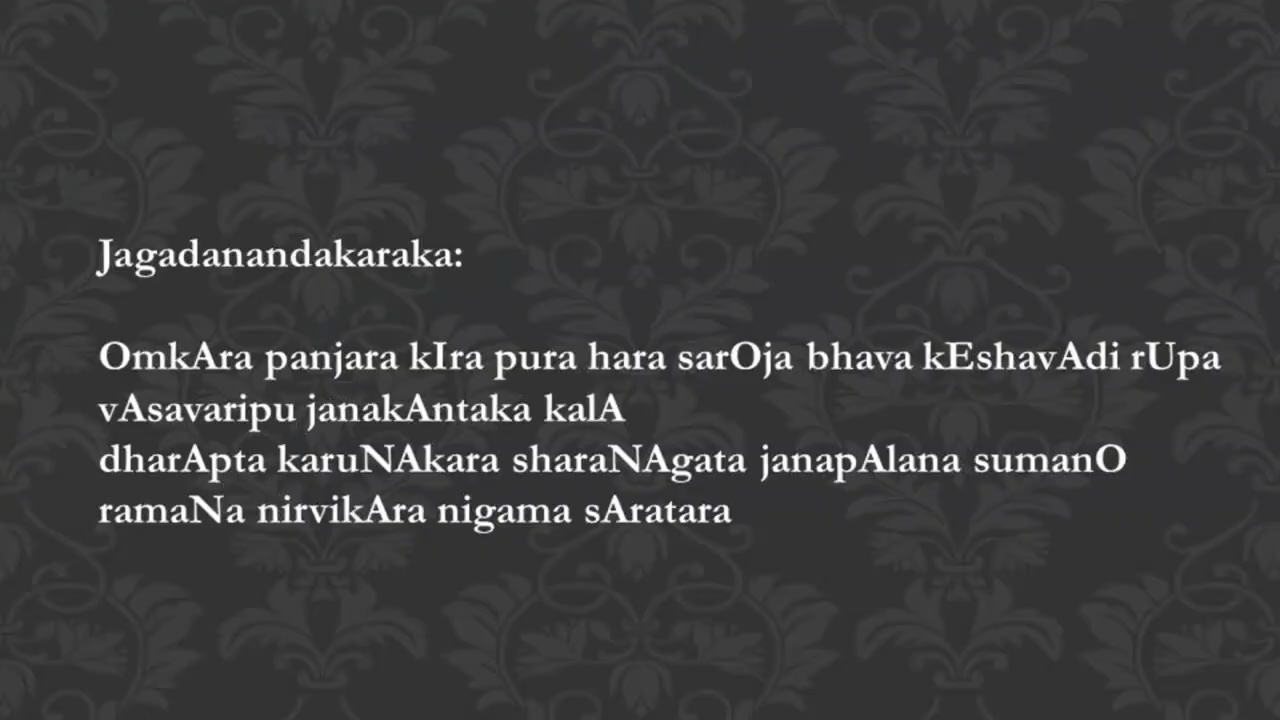 Jagadanandakaraka:
OmkAra panjara kIra pura hara sarOja bhava kEshavAdi rUpa
vAsavaripu janakAntaka kalA
dharApta karuNAkara sharaNAgata janapAlana sumanO
ramaNa nirvikAra nigama sAratara